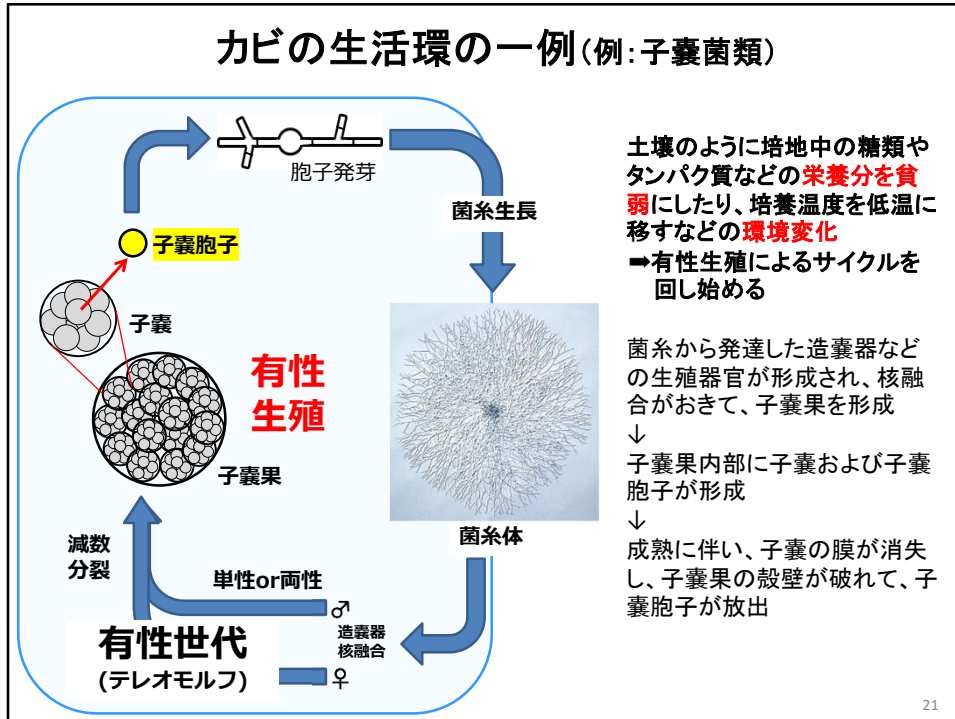 カビの生活環の一例(例:子嚢菌類)
胞子発芽
菌糸生長
子嚢胞子
子嚢
有性
生殖
子嚢果
菌糸体
減数
分裂
単性or両性
♂
造嚢器
核融合
♀
有性世代
(テレオモルフ)
土壌のように培地中の糖類や
タンパク質などの栄養分を貧
弱にしたり、培養温度を低温に
移すなどの環境変化
➡有性生殖によるサイクルを
回し始める
菌糸から発達した造嚢器など
の生殖器官が形成され、核融
合がおきて、子嚢果を形成
↓
子嚢果内部に子嚢および子嚢
胞子が形成
↓
成熟に伴い、子嚢の膜が消失
し、子嚢果の殻壁が破れて、子
嚢胞子が放出
21